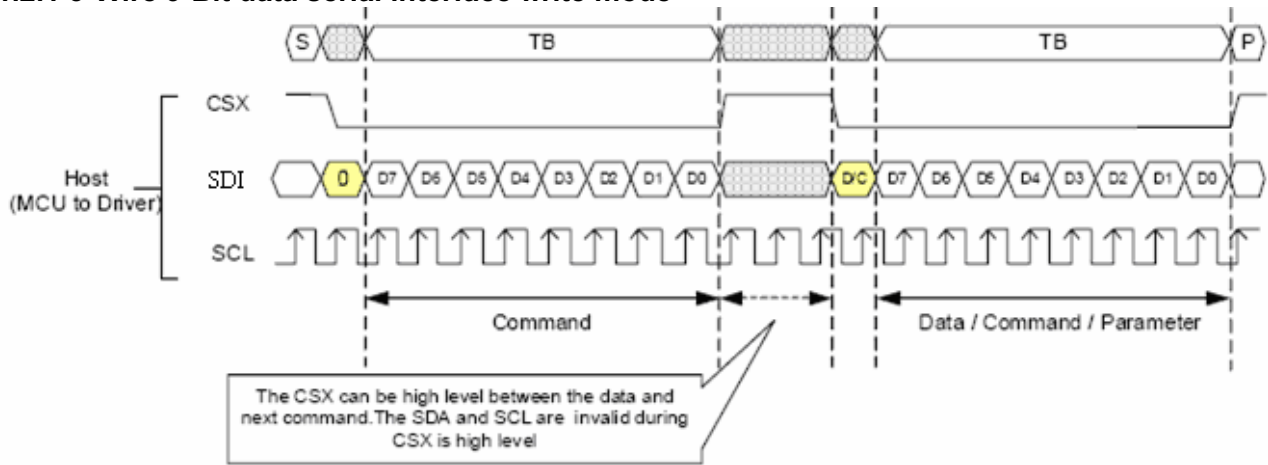 3-Wire 9-Bit data serial interface write mode
S TB TB P
CSX
Host
(MCU to Driver)
SDI 0 D7 D6 D5 D4 D3 D2 D1 D0 D/C D7 D6 D5 D4 D3 D2 D1 D0
SCL
Command
Data / Command / Parameter
The CSX can be high level between the data and
next command.The SDA and SCL are invalid during
CSX is high level